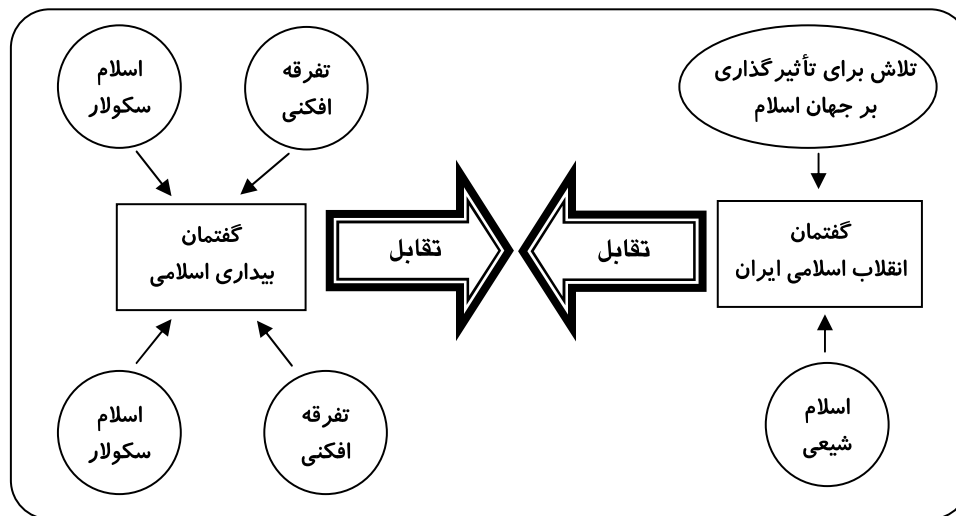 تلاش برای تأثیرگذاری
بر جهان اسلام
گفتمان
انقلاب اسلامی ایران
اسلام
شیعی
تقابل
تقابل
تفرقه
افکنی
اسلام
سکولار
گفتمان
بیداری اسلامی
تفرقه
افکنی
اسلام
سکولار